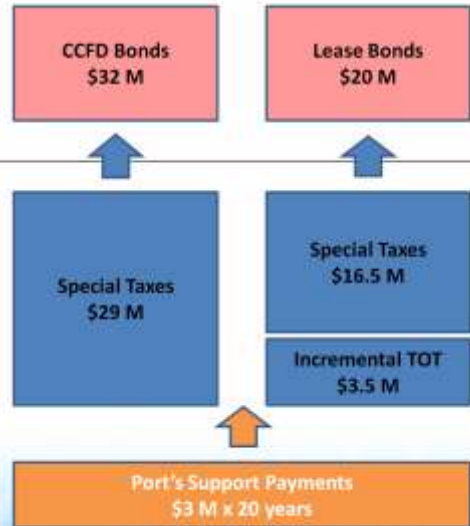 CCFD Bonds
$32 M
Lease Bonds
$20 M
Special Taxes
$29 M
Special Taxes
$16.5 M
Incremental TOT
$3.5 M
Port's Support Payments
$3 M x 20 years